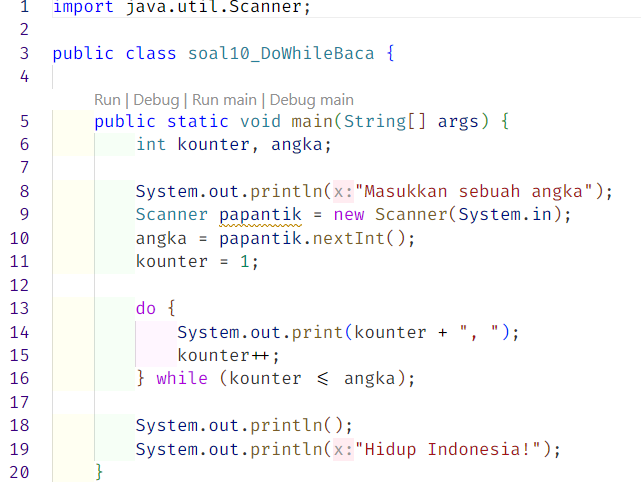 1 import java.util.Scanner;
2
3 public class soal10_DoWhileBaca {
4
Run | Debug | Run main | Debug main
5 public static void main(String[] args) {
6 int kounter, angka;
7
8 System.out.println(x:"Masukkan sebuah angka");
9 Scanner papantik = new Scanner(System.in);
10 angka = papantik.nextInt();
11 kounter = 1;
12
13 do {
14 System.out.print(kounter + ", ");
15 kounter++;
16 } while (kounter <= angka);
17
18 System.out.println();
19 System.out.println(x:"Hidup Indonesia!");
20 }